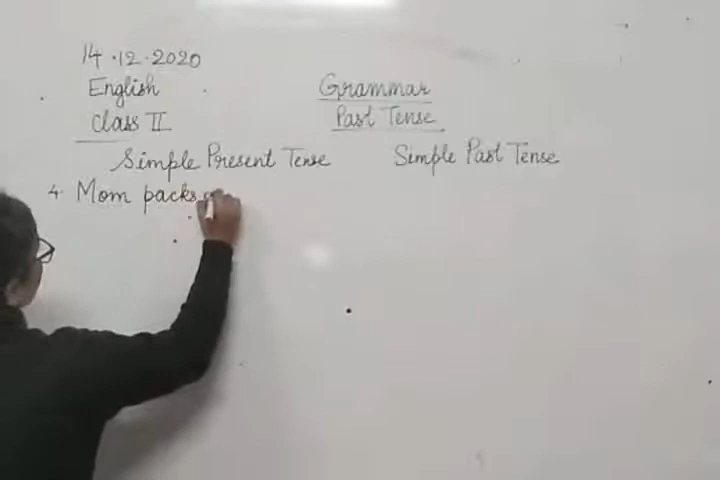 14.12.2020
English Grammar
Class II Past Tense
Simple Present Tense Simple Past Tense
4. Mom packs